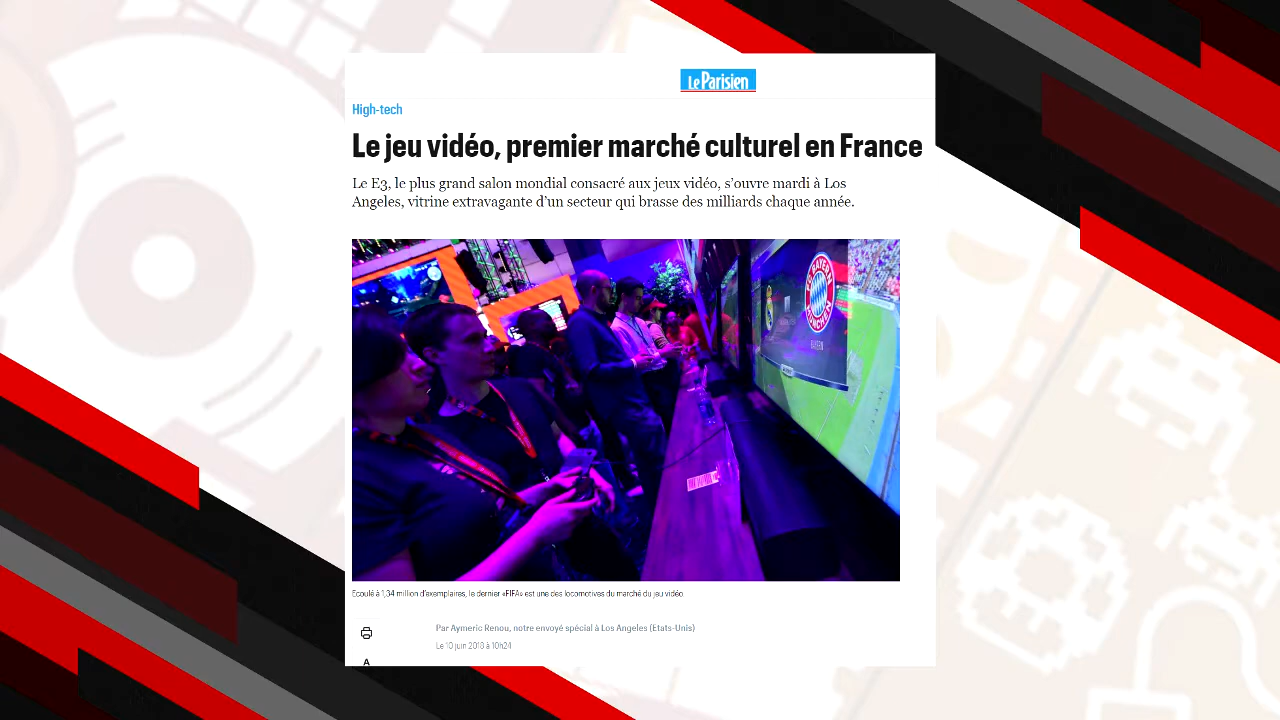 Le Parisien
High-tech
Le jeu vidéo, premier marché culturel en France
Le E3, le plus grand salon mondial consacré aux jeux vidéo, s'ouvre mardi à Los
Angeles, vitrine extravagante d'un secteur qui brasse des milliards chaque année.
FC BAYERN
MÜNCHEN
Ecoulé à 1,34 million d'exemplaires, le dernier «FIFA» est une des locomotives du marché du jeu vidéo.
Par Aymeric Renou, notre envoyé spécial à Los Angeles (Etats-Unis)
Le 10 juin 2018 à 10h24
A